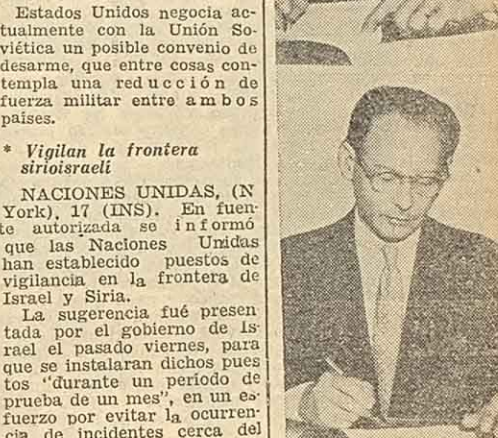 Estados Unidos negocia ac-
tualmente con la Unión So-
viética un posible convenio de
desarme, que entre cosas con-
templa una reducción de
fuerza militar entre ambos
países.
* Vigilan la frontera
sirioisraelí
NACIONES UNIDAS, (N
York), 17 (INS). En fuen-
te autorizada se informó
que las Naciones Unidas
han establecido puestos de
vigilancia en la frontera de
Israel y Siria.
La sugerencia fué presen
tada por el gobierno de Is-
rael el pasado viernes, para
que se instalaran dichos pues
tos "durante un período de
prueba de un mes", en un es-
fuerzo por evitar la ocurren-
cia de incidentes cerca del